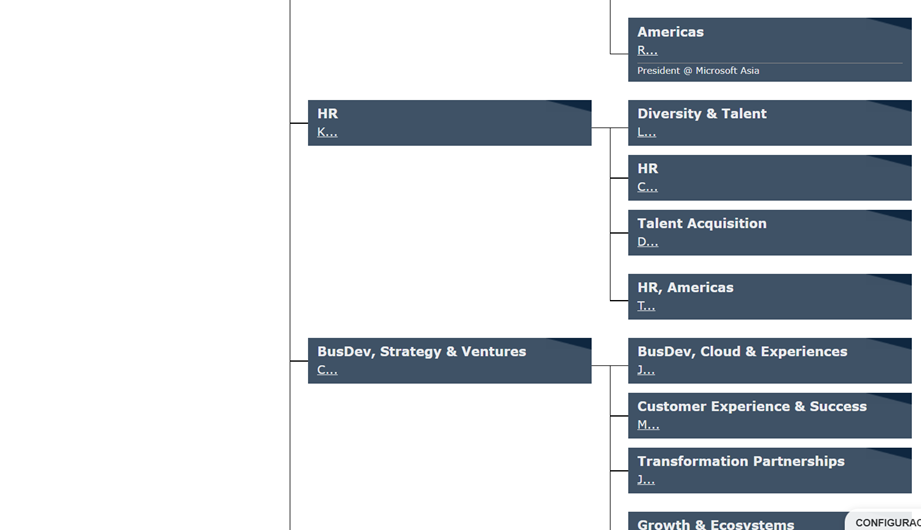 Americas
R...
President @ Microsoft Asia
HR
K...
Diversity & Talent
L...
HR
C...
Talent Acquisition
D...
HR, Americas
T...
BusDev, Strategy & Ventures
C...
BusDev, Cloud & Experiences
J...
Customer Experience & Success
M...
Transformation Partnerships
J...
Growth & Ecosystems